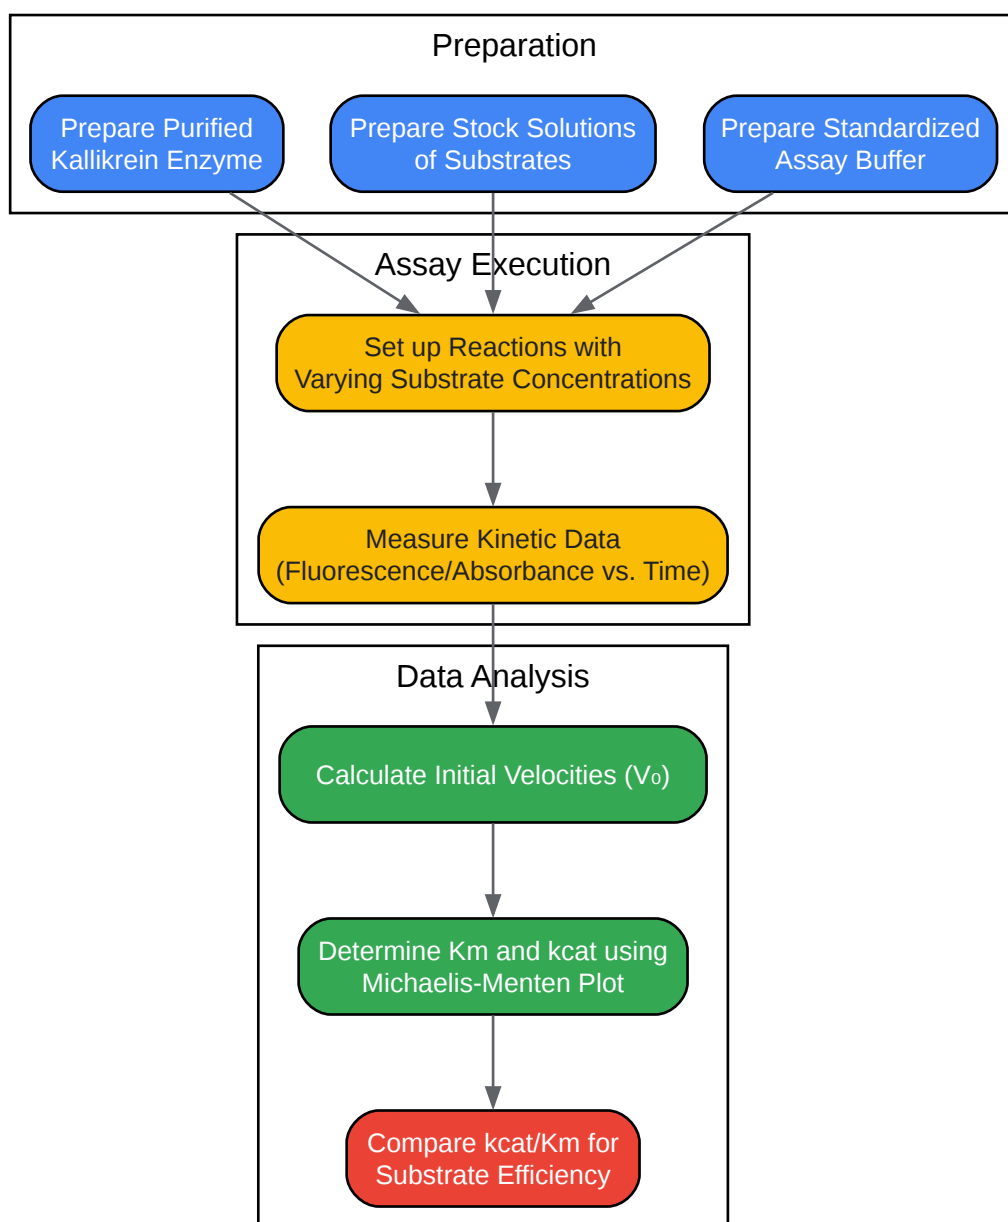 Preparation
Prepare Purified
Kallikrein Enzyme
Prepare Stock Solutions
of Substrates
Prepare Standardized
Assay Buffer
Assay Execution
Set up Reactions with
Varying Substrate Concentrations
Measure Kinetic Data
(Fluorescence/Absorbance vs. Time)
Data Analysis
Calculate Initial Velocities (V₀)
Determine Km and kcat using
Michaelis-Menten Plot
Compare kcat/Km for
Substrate Efficiency